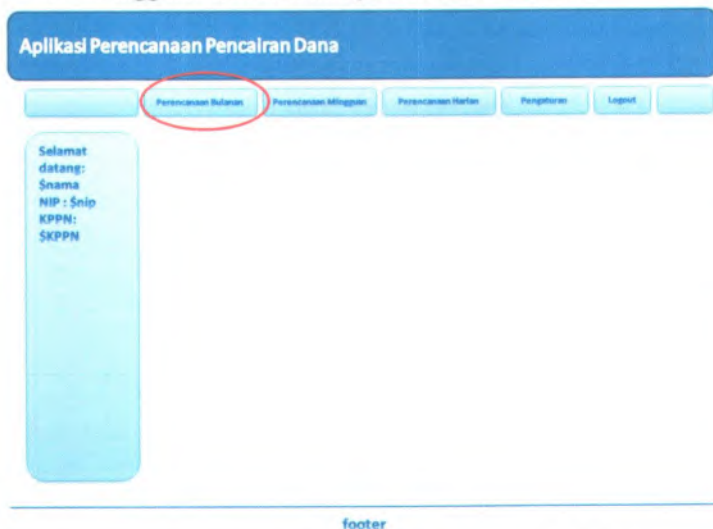 Aplikasi Perencanaan Pencairan Dana
Perencanaan Bulanan
Perencanaan Mingguan
Perencanaan Harian
Pengaturan
Logout
Selamat
datang:
$nama
NIP : $nip
KPPN:
$KPPN
footer